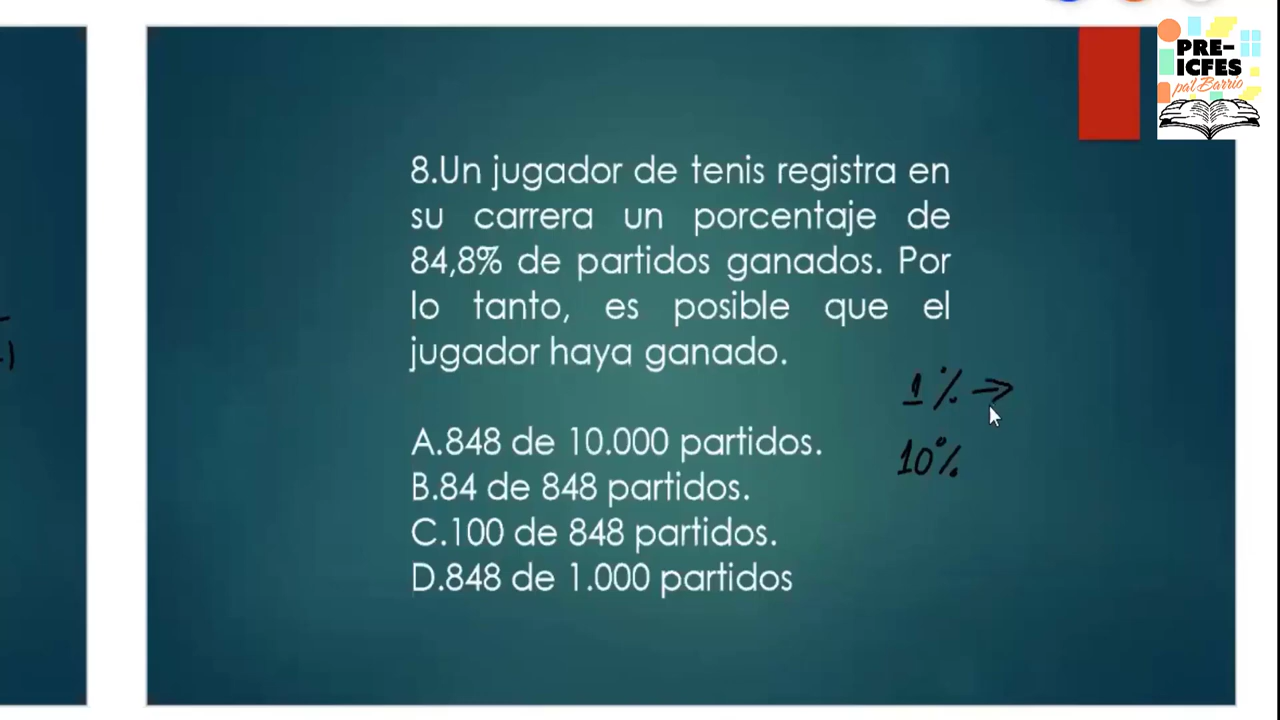 PRE-
ICFES
pa'l Barrio
8.Un jugador de tenis registra en
su carrera un porcentaje de
84,8% de partidos ganados. Por
lo tanto, es posible que el
jugador haya ganado.
1% →
10%
A.848 de 10.000 partidos.
B.84 de 848 partidos.
C.100 de 848 partidos.
D.848 de 1.000 partidos